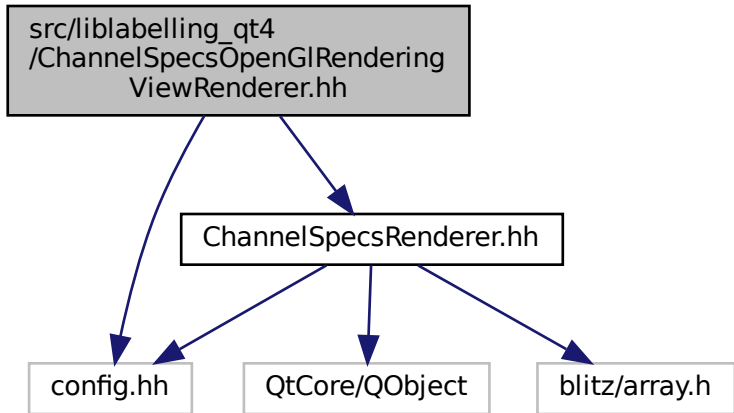 src/liblabelling_qt4
/ChannelSpecsOpenGlRendering
ViewRenderer.hh
ChannelSpecsRenderer.hh
config.hh
QtCore/QObject
blitz/array.h